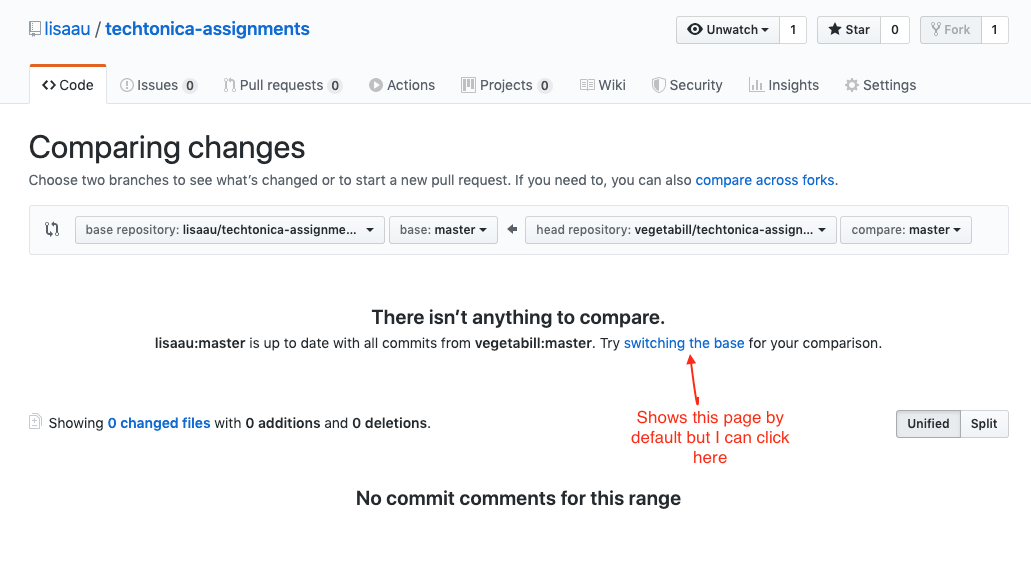 lisaau / techtonica-assignments
Unwatch 1 Star 0 Fork 1
Code Issues 0 Pull requests 0 Actions Projects 0 Wiki Security Insights Settings
Comparing changes
Choose two branches to see what's changed or to start a new pull request. If you need to, you can also compare across forks.
base repository: lisaau/techtonica-assignme... base: master head repository: vegetabill/techtonica-assign... compare: master
There isn't anything to compare.
lisaau:master is up to date with all commits from vegetabill:master. Try switching the base for your comparison.
Showing 0 changed files with 0 additions and 0 deletions.
Shows this page by
default but I can click
here
Unified Split
No commit comments for this range